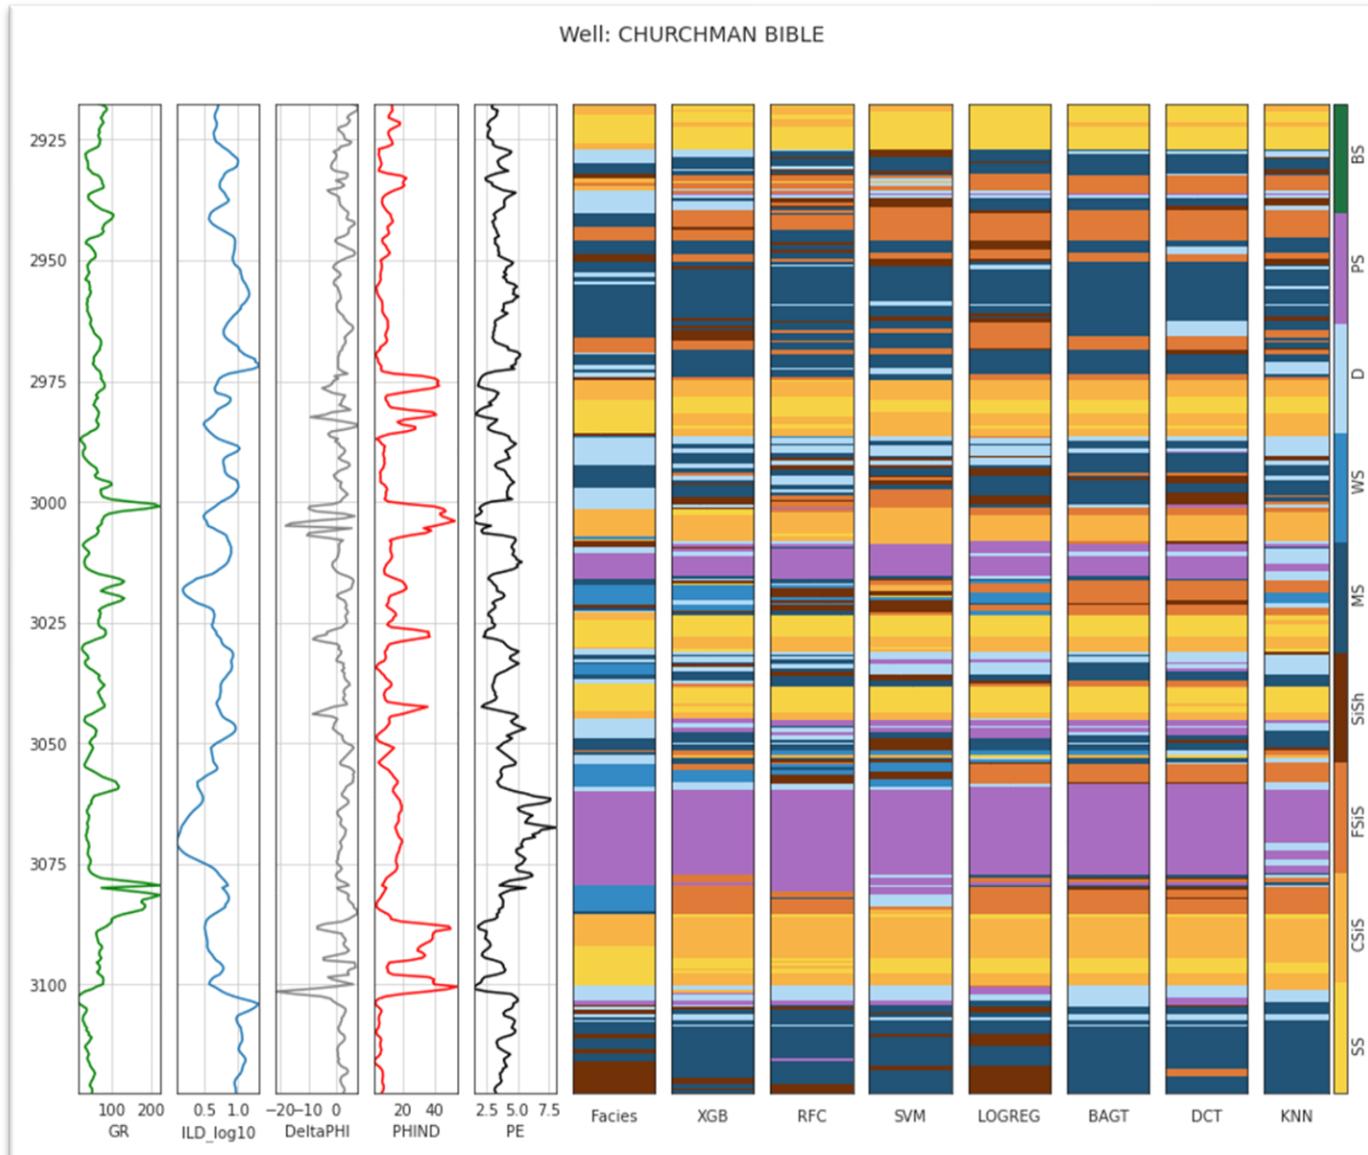 Well: CHURCHMAN BIBLE
2925
2950
2975
3000
3025
3050
3075
3100
100 200
GR
0.5 1.0
ILD_log10
−20−10 0
DeltaPHI
20 40
PHIND
2.5 5.0 7.5
PE
Facies
XGB
RFC
SVM
LOGREG
BAGT
DCT
KNN
BS
PS
D
WS
MS
SiSh
FSiS
CSiS
SS